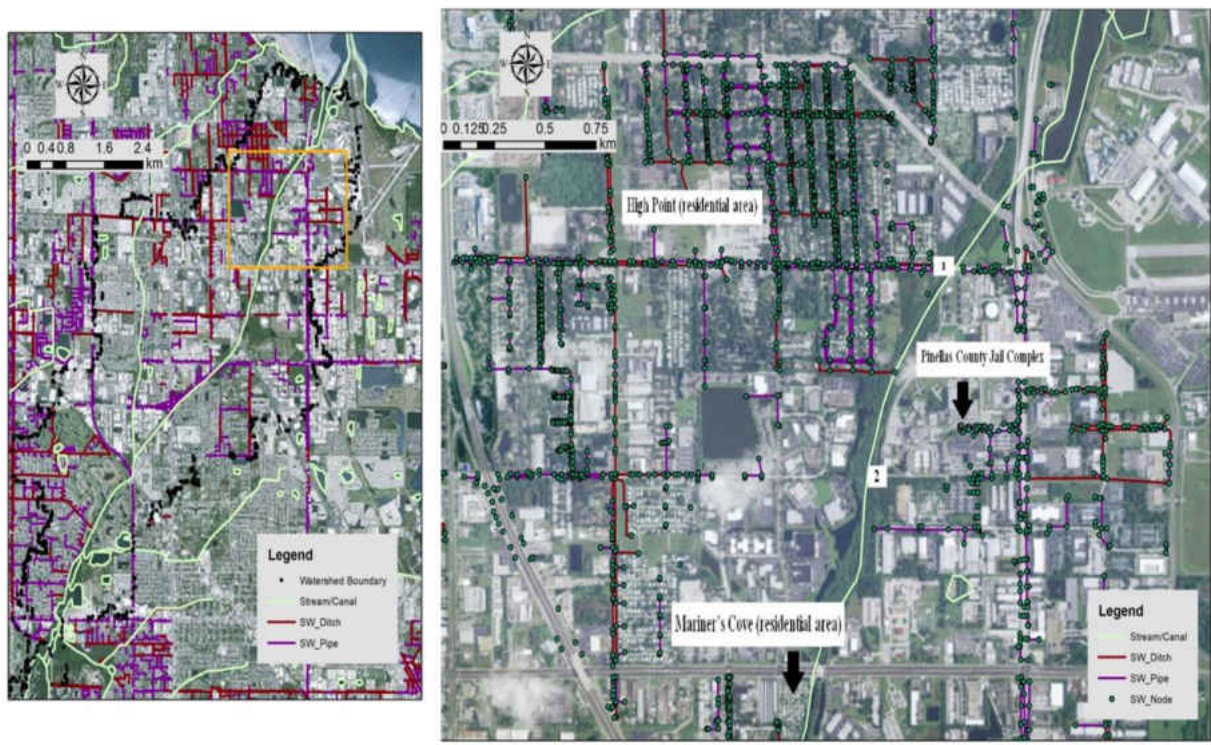 N
W
E
S
0 0.40.8
1.6
2.4
km
Legend
Watershed Boundary
Stream/Canal
SW_Ditch
SW_Pipe
N
W
E
S
0 0.1250.25
0.5
0.75
km
High Point (residential area)
1
Pinellas County Jail Complex
2
Mariner's Cove (residential area)
Legend
Stream/Canal
SW_Ditch
SW_Pipe
SW_Node